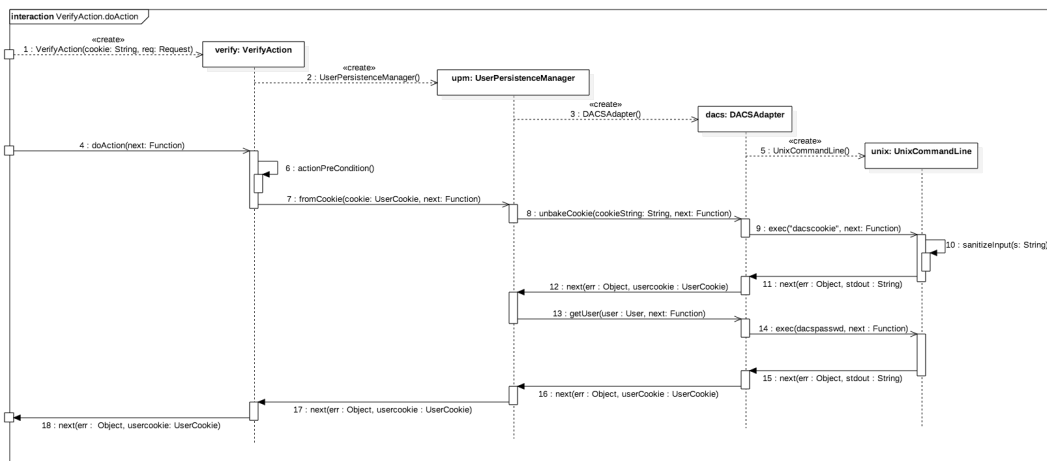 interaction VerifyAction.doAction
«create»
1 : VerifyAction(cookie: String, req: Request)
verify: VerifyAction
«create»
2 : UserPersistenceManager()
upm: UserPersistenceManager
«create»
3 : DACSAdapter()
dacs: DACSAdapter
«create»
5 : UnixCommandLine()
unix: UnixCommandLine
4 : doAction(next: Function)
6 : actionPreCondition()
7 : fromCookie(cookie: UserCookie, next: Function)
8 : unbakeCookie(cookieString: String, next: Function)
9 : exec("dacscookie", next: Function)
10 : sanitizeInput(s: String)
11 : next(err : Object, stdout : String)
12 : next(err : Object, usercookie : UserCookie)
13 : getUser(user : User, next: Function)
14 : exec(dacspasswd, next : Function)
15 : next(err : Object, stdout : String)
16 : next(err : Object, userCookie : UserCookie)
17 : next(err : Object, usercookie : UserCookie)
18 : next(err : Object, usercookie: UserCookie)